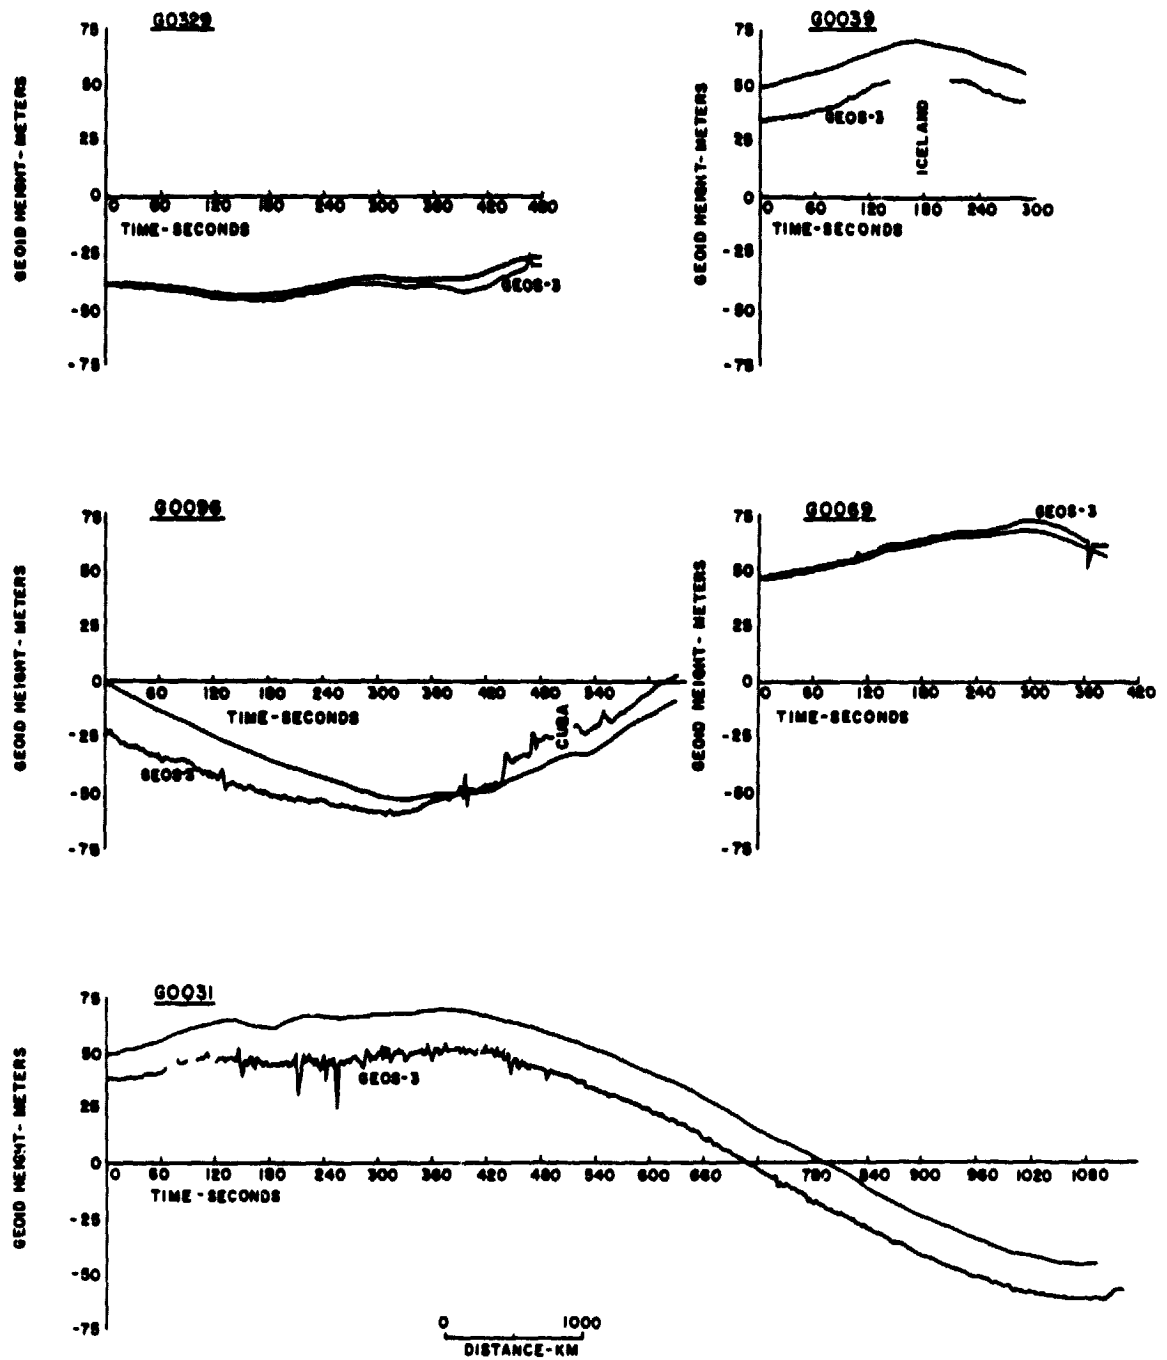 G0329
75
50
25
0
-25
-50
-75
GEOID HEIGHT-METERS
0 60 120 180 240 300 360 420 480
TIME-SECONDS
GEOS-3
G0039
75
50
25
0
-25
-50
-75
GEOID HEIGHT-METERS
GEOS-3
ICELAND
0 60 120 180 240 300
TIME-SECONDS
G0096
75
50
25
0
-25
-50
-75
GEOID HEIGHT-METERS
60 120 180 240 300 360 420 480 540
TIME-SECONDS
CUBA
GEOS-3
G0069
75
50
25
0
-25
-50
-75
GEOID HEIGHT-METERS
GEOS-3
0 60 120 180 240 300 360 420
TIME-SECONDS
G0031
75
50
25
0
-25
-50
-75
GEOID HEIGHT-METERS
GEOS-3
0 60 120 180 240 300 360 420 480 540 600 660 780 840 900 960 1020 1080
TIME-SECONDS
0 1000
DISTANCE-KM